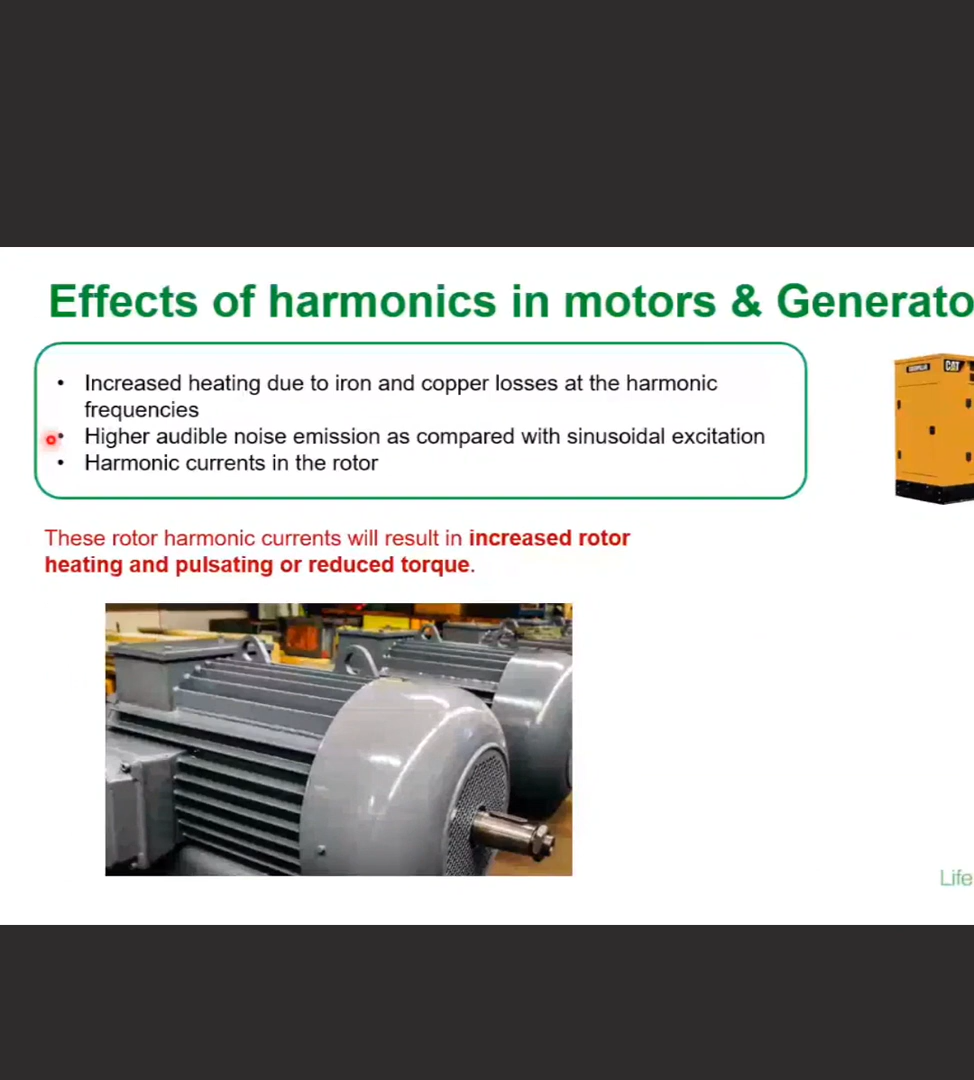 Effects of harmonics in motors & Generato
• Increased heating due to iron and copper losses at the harmonic
frequencies
• Higher audible noise emission as compared with sinusoidal excitation
• Harmonic currents in the rotor
CAT
These rotor harmonic currents will result in increased rotor
heating and pulsating or reduced torque.
Life